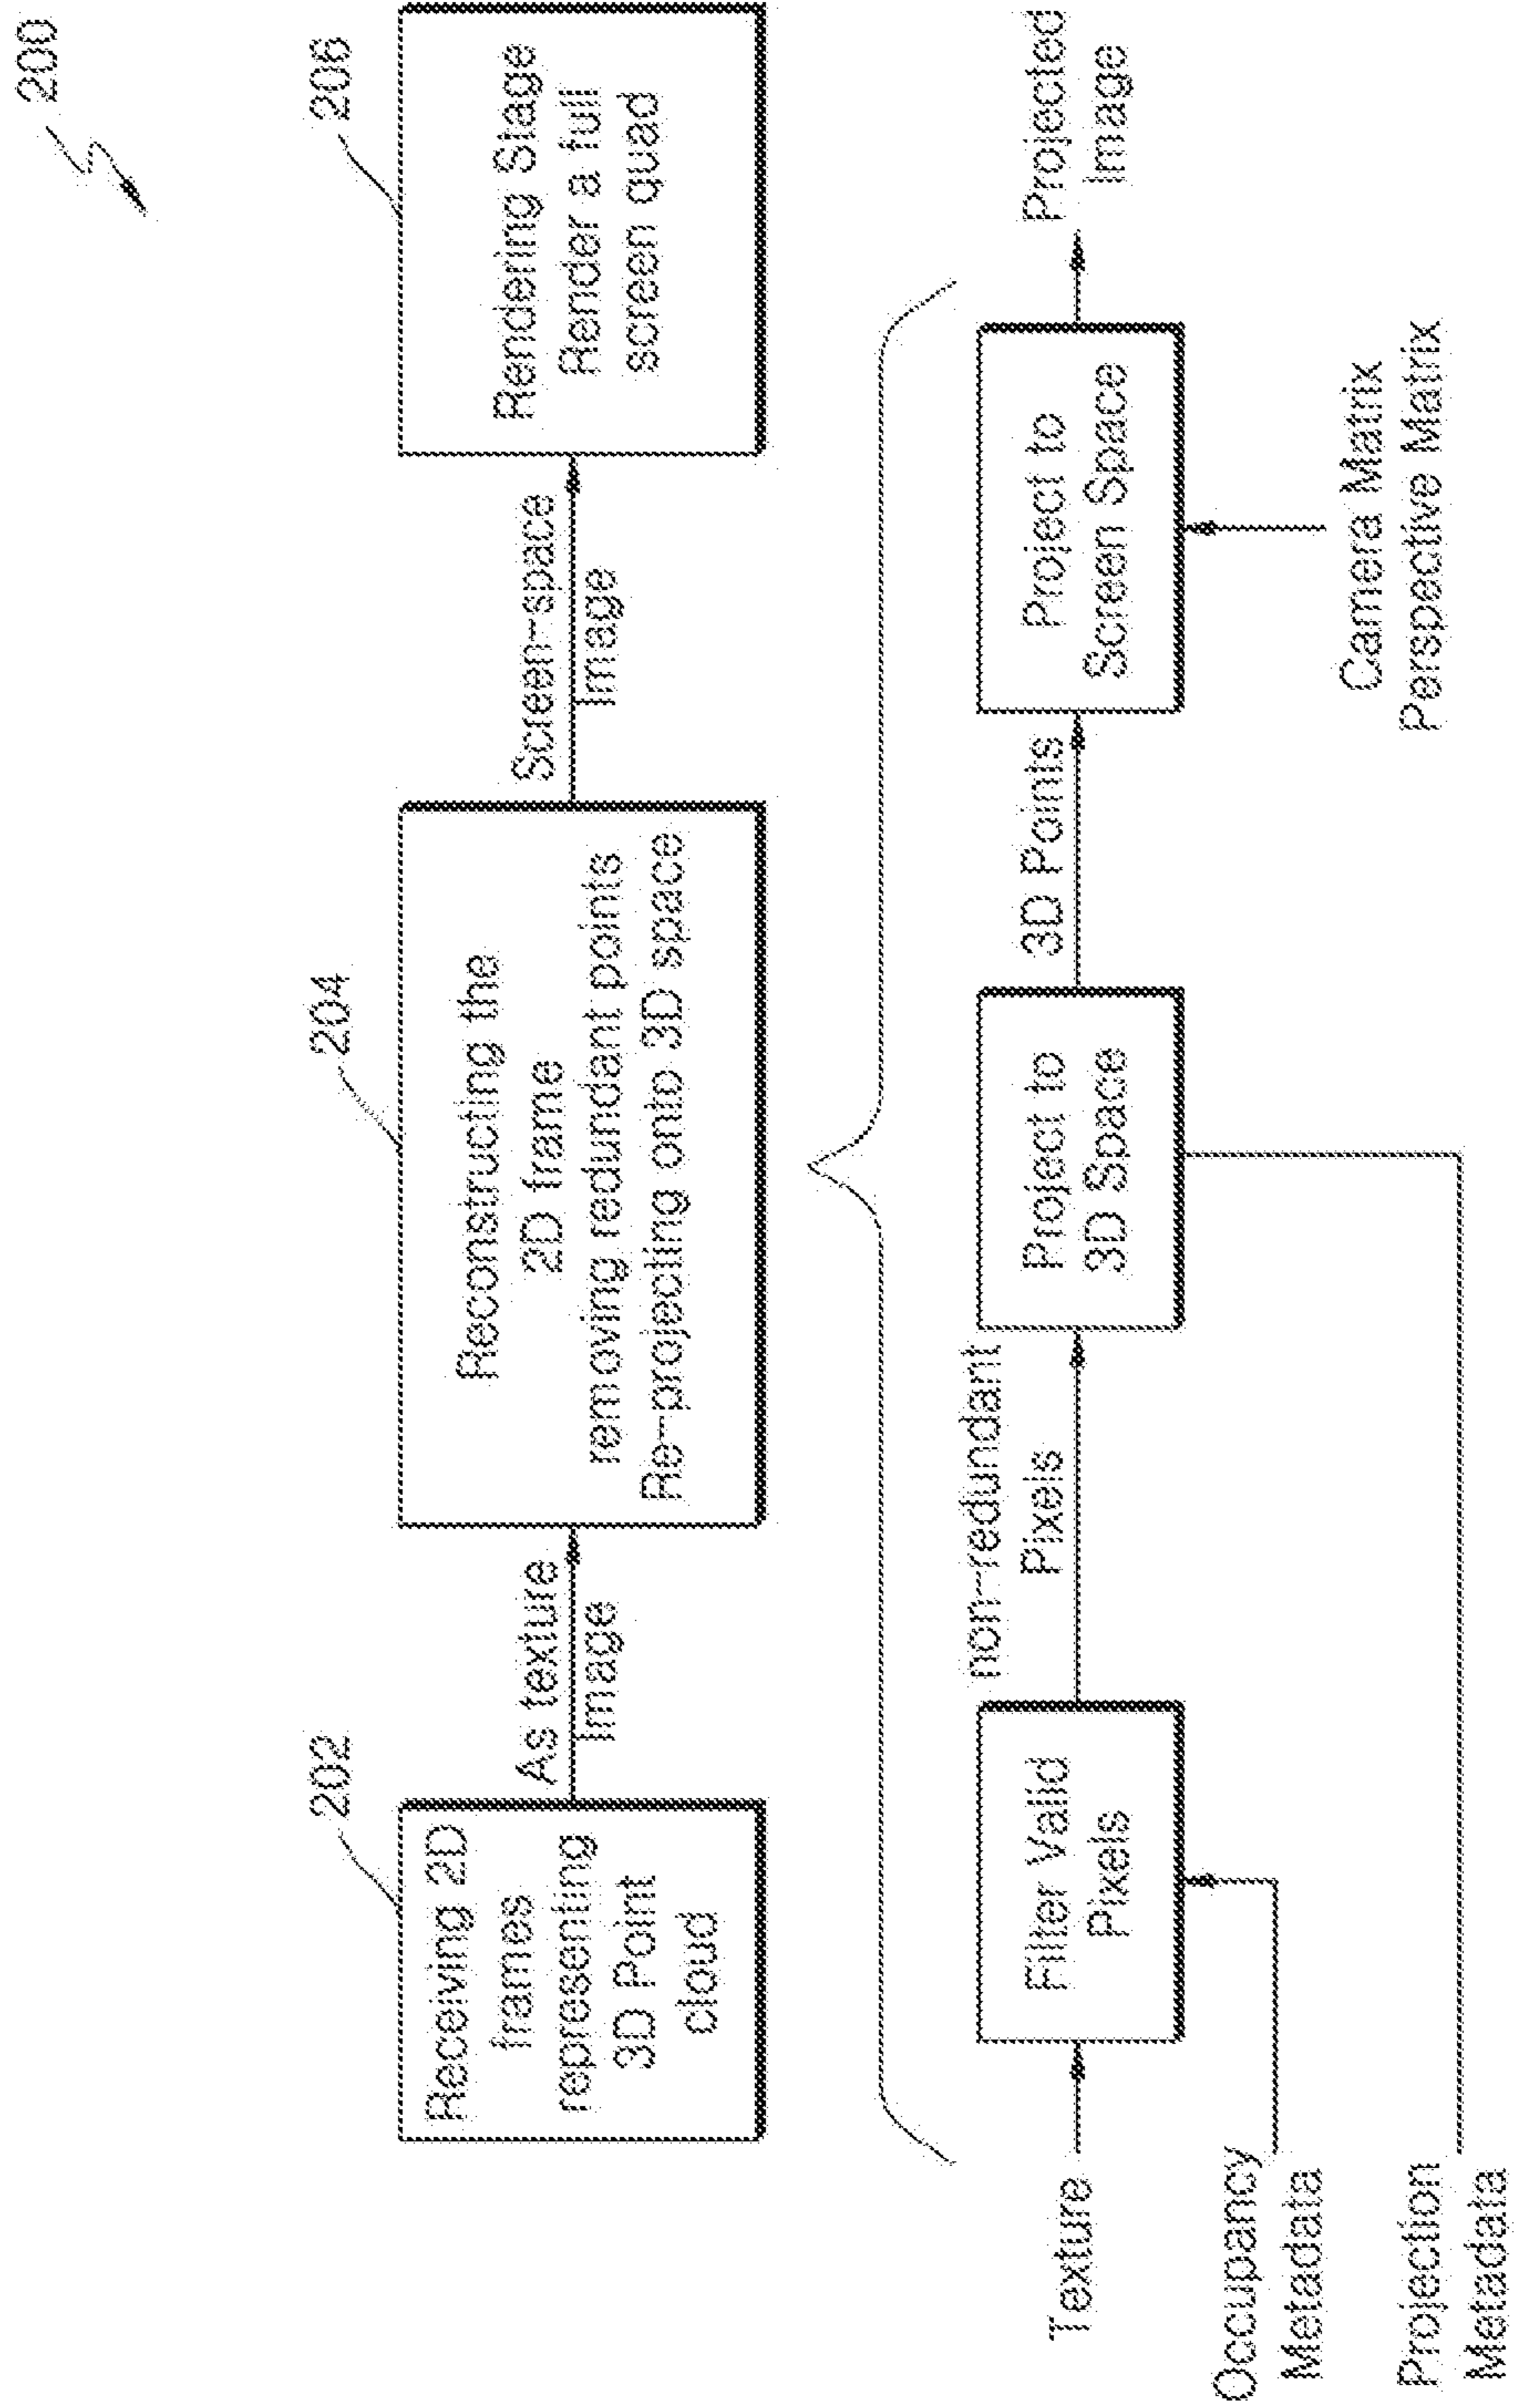 200
202
Receiving 2D
frames
representing
3D Point
cloud
As texture
Image
204
Reconstructing the
2D frame
removing redundant points
Re-projecting onto 3D space
Screen-space
Image
206
Rendering Stage
Render a full
screen quad
Texture
Occupancy
Metadata
Projection
Metadata
Filter Valid
Pixels
non-redundant
Pixels
Project to
3D Space
3D Points
Project to
Screen Space
Camera Matrix
Perspective Matrix
Projected
Image